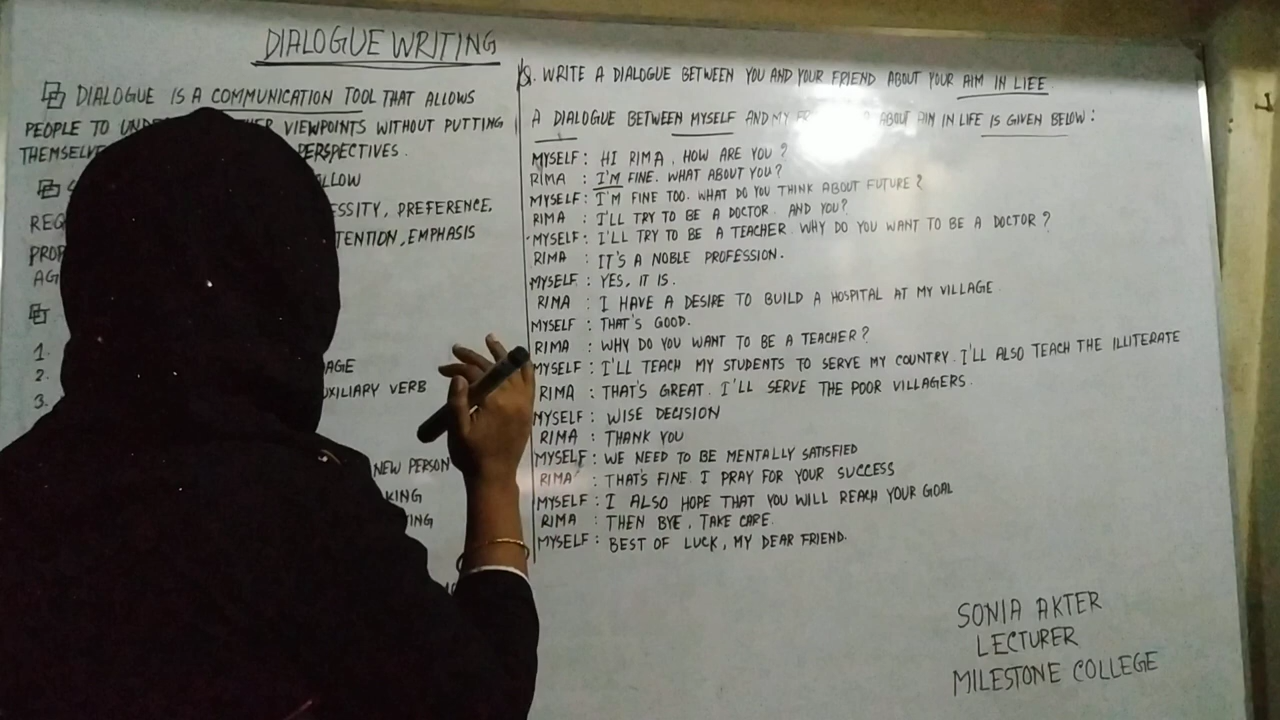 DIALOGUE WRITING
DIALOGUE IS A COMMUNICATION TOOL THAT ALLOWS
PEOPLE TO VIEWPOINTS WITHOUT PUTTING
PERSPECTIVES.
ESSITY, PREFERENCE,
TENTION, EMPHASIS
1.
2. AGE
3. UXILIARY VERB
NEW PERSON
KING
Q. WRITE A DIALOGUE BETWEEN YOU AND YOUR FRIEND ABOUT YOUR AIM IN LIFE.
A DIALOGUE BETWEEN MYSELF AND MY ABOUT AIM IN LIFE IS GIVEN BELOW :
MYSELF : HI RIMA, HOW ARE YOU ?
RIMA : I'M FINE. WHAT ABOUT YOU?
MYSELF : I'M FINE TOO. WHAT DO YOU THINK ABOUT FUTURE ?
RIMA : I'LL TRY TO BE A DOCTOR. AND YOU?
MYSELF : I'LL TRY TO BE A TEACHER. WHY DO YOU WANT TO BE A DOCTOR ?
RIMA : IT'S A NOBLE PROFESSION.
MYSELF : YES, IT IS.
RIMA : I HAVE A DESIRE TO BUILD A HOSPITAL AT MY VILLAGE
MYSELF : THAT'S GOOD.
RIMA : WHY DO YOU WANT TO BE A TEACHER ?
MYSELF : I'LL TEACH MY STUDENTS TO SERVE MY COUNTRY. I'LL ALSO TEACH THE ILLITERATE
RIMA : THAT'S GREAT. I'LL SERVE THE POOR VILLAGERS.
MYSELF : WISE DECISION
RIMA : THANK YOU
MYSELF : WE NEED TO BE MENTALLY SATISFIED
RIMA : THAT'S FINE. I PRAY FOR YOUR SUCCESS
MYSELF : I ALSO HOPE THAT YOU WILL REACH YOUR GOAL
RIMA : THEN BYE, TAKE CARE.
MYSELF : BEST OF LUCK, MY DEAR FRIEND.
SONIA AKTER
LECTURER
MILESTONE COLLEGE